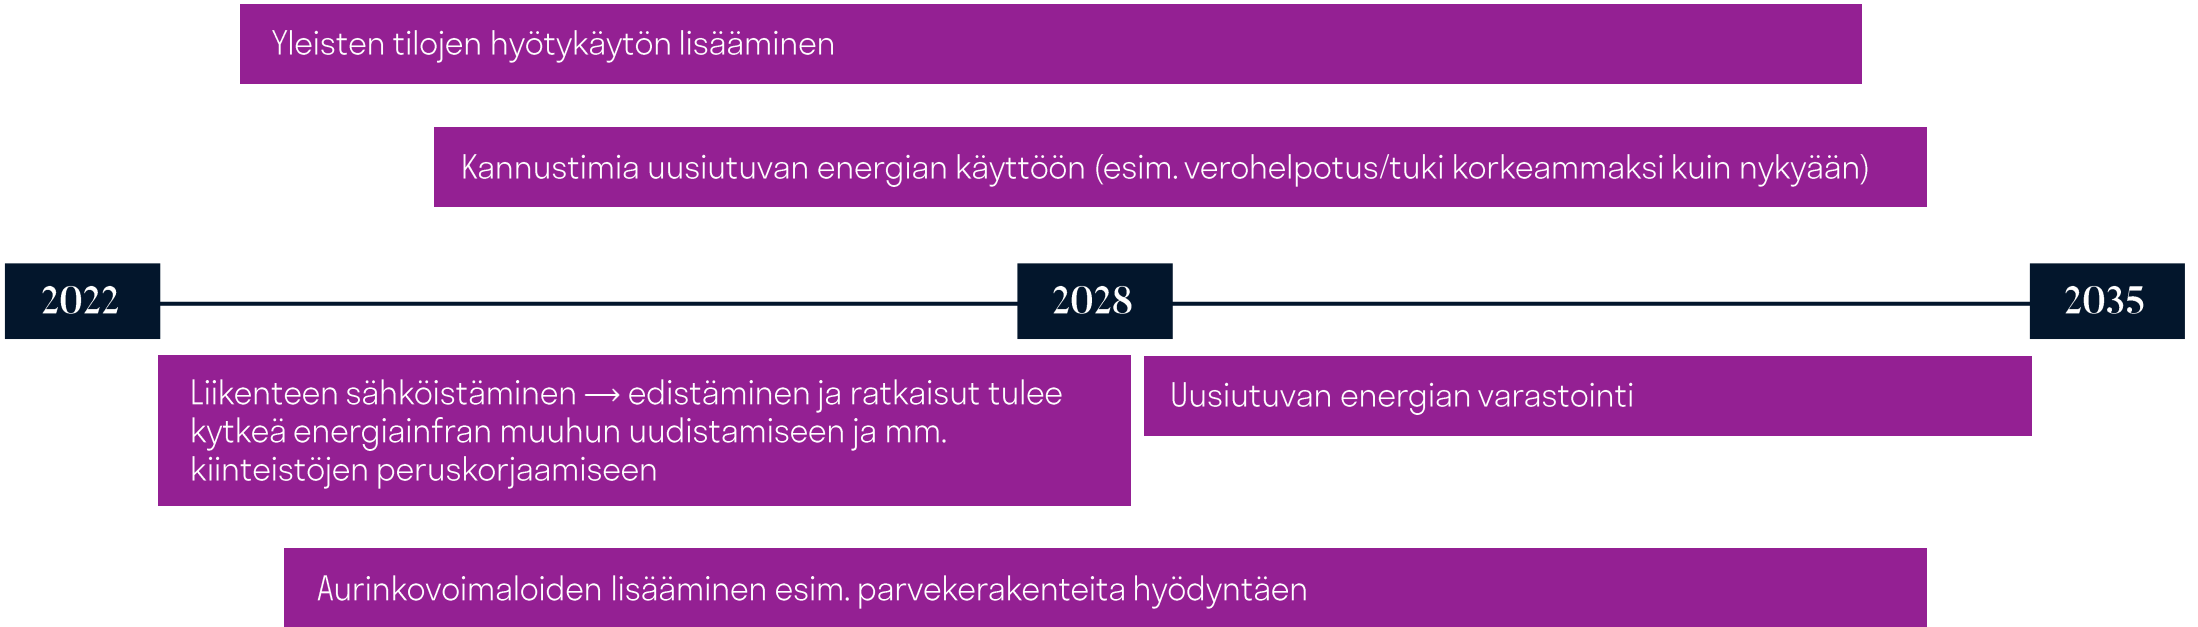 Yleisten tilojen hyötykäytön lisääminen
Kannustimia uusiutuvan energian käyttöön (esim. verohelpotus/tuki korkeammaksi kuin nykyään)
2022
2028
2035
Liikenteen sähköistäminen → edistäminen ja ratkaisut tulee
kytkeä energiainfran muuhun uudistamiseen ja mm.
kiinteistöjen peruskorjaamiseen
Uusiutuvan energian varastointi
Aurinkovoimaloiden lisääminen esim. parvekerakenteita hyödyntäen